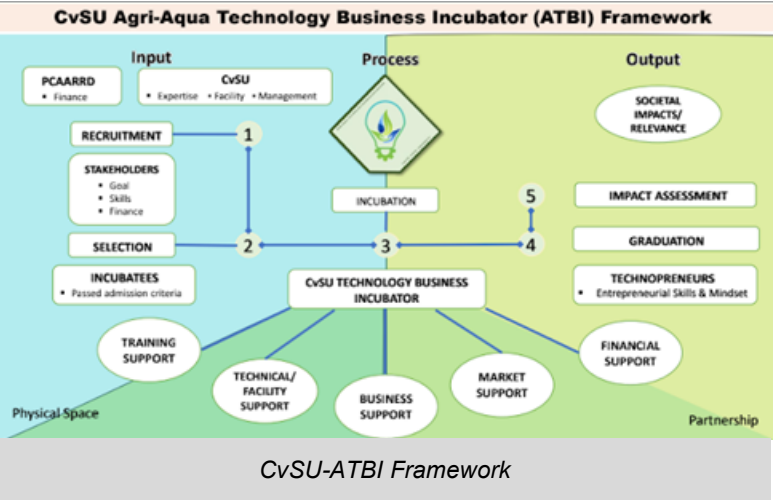 CvSU Agri-Aqua Technology Business Incubator (ATBI) Framework
Input
Process
Output
PCAARRD
▪ Finance
CvSU
▪ Expertise • Facility • Management
SOCIETAL
IMPACTS/
RELEVANCE
RECRUITMENT
1
STAKEHOLDERS
• Goal
• Skills
• Finance
INCUBATION
5
IMPACT ASSESSMENT
SELECTION
2
3
4
GRADUATION
INCUBATEES
• Passed admission criteria
CvSU TECHNOLOGY BUSINESS
INCUBATOR
TECHNOPRENEURS
▪ Entrepreneurial Skills & Mindset
TRAINING
SUPPORT
TECHNICAL/
FACILITY
SUPPORT
BUSINESS
SUPPORT
MARKET
SUPPORT
FINANCIAL
SUPPORT
Physical Space
Partnership
CvSU-ATBI Framework